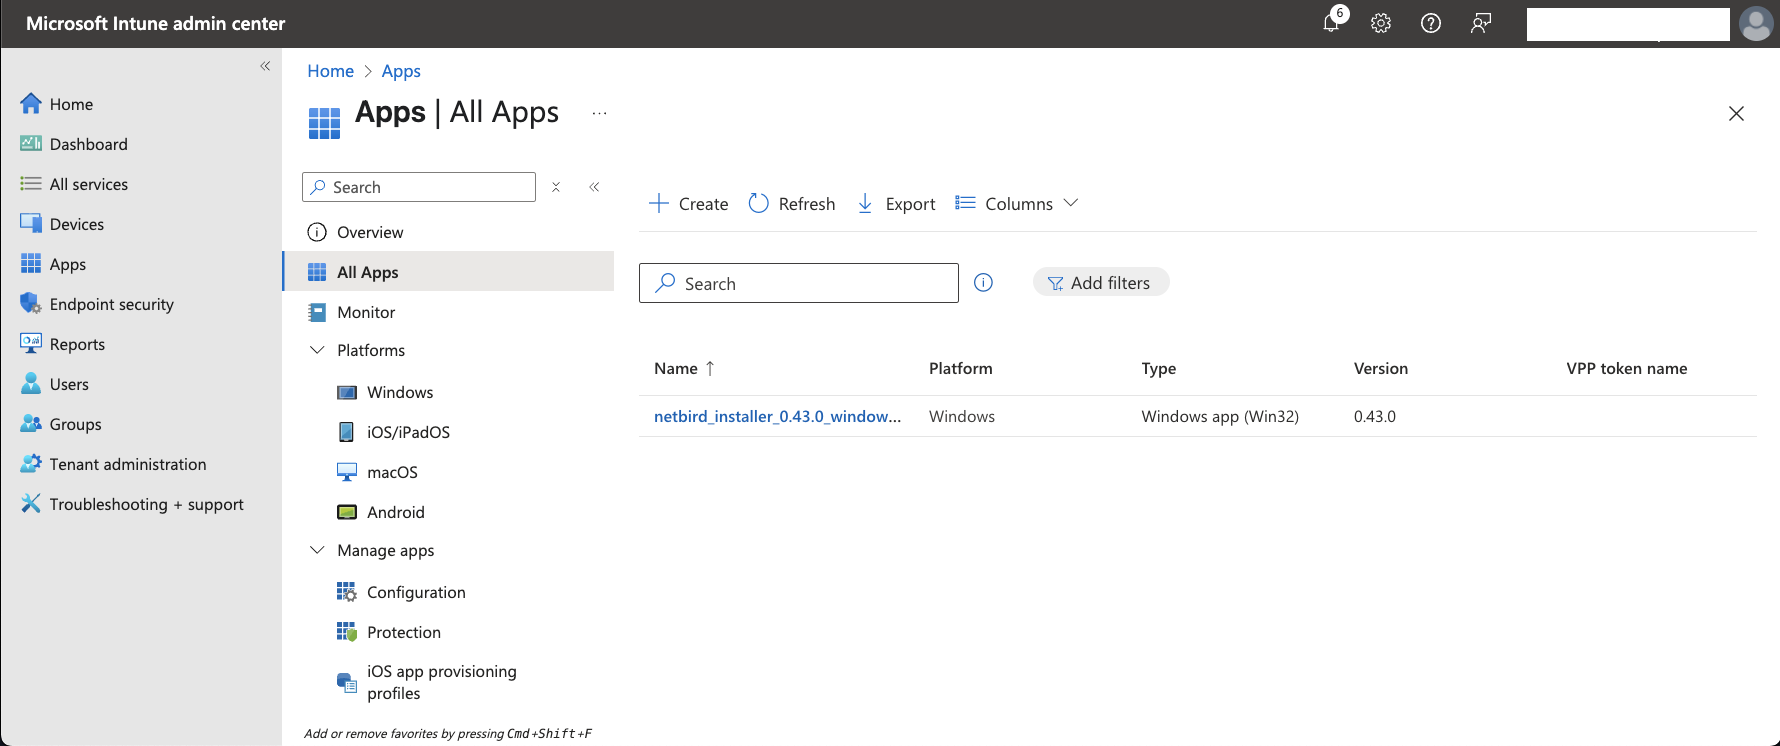 Microsoft Intune admin center
6
Home
Dashboard
All services
Devices
Apps
Endpoint security
Reports
Users
Groups
Tenant administration
Troubleshooting + support
Home > Apps
Apps | All Apps
Search
Overview
All Apps
Monitor
Platforms
Windows
iOS/iPadOS
macOS
Android
Manage apps
Configuration
Protection
iOS app provisioning
profiles
Add or remove favorites by pressing Cmd+Shift+F
Create Refresh Export Columns
Search Add filters
Name ↑ Platform Type Version VPP token name
netbird_installer_0.43.0_window... Windows Windows app (Win32) 0.43.0